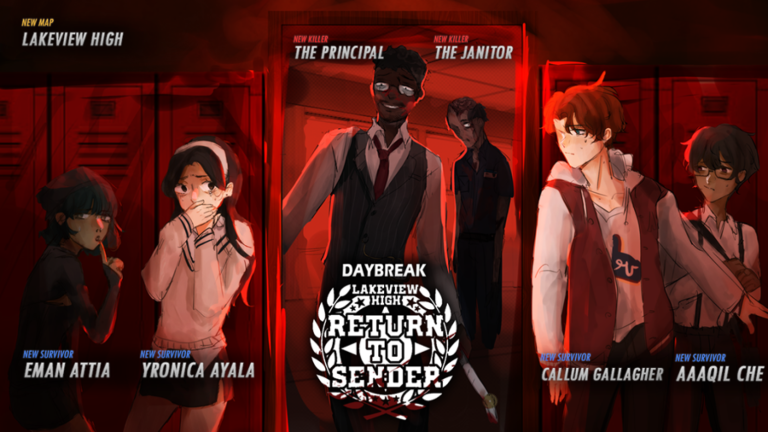 NEW MAP
LAKEVIEW HIGH
NEW KILLER
THE PRINCIPAL
NEW KILLER
THE JANITOR
DAYBREAK
LAKEVIEW
HIGH
RETURN
TO
SENDER
NEW SURVIVOR
EMAN ATTIA
NEW SURVIVOR
YRONICA AYALA
NEW SURVIVOR
CALLUM GALLAGHER
NEW SURVIVOR
AAAQIL CHE